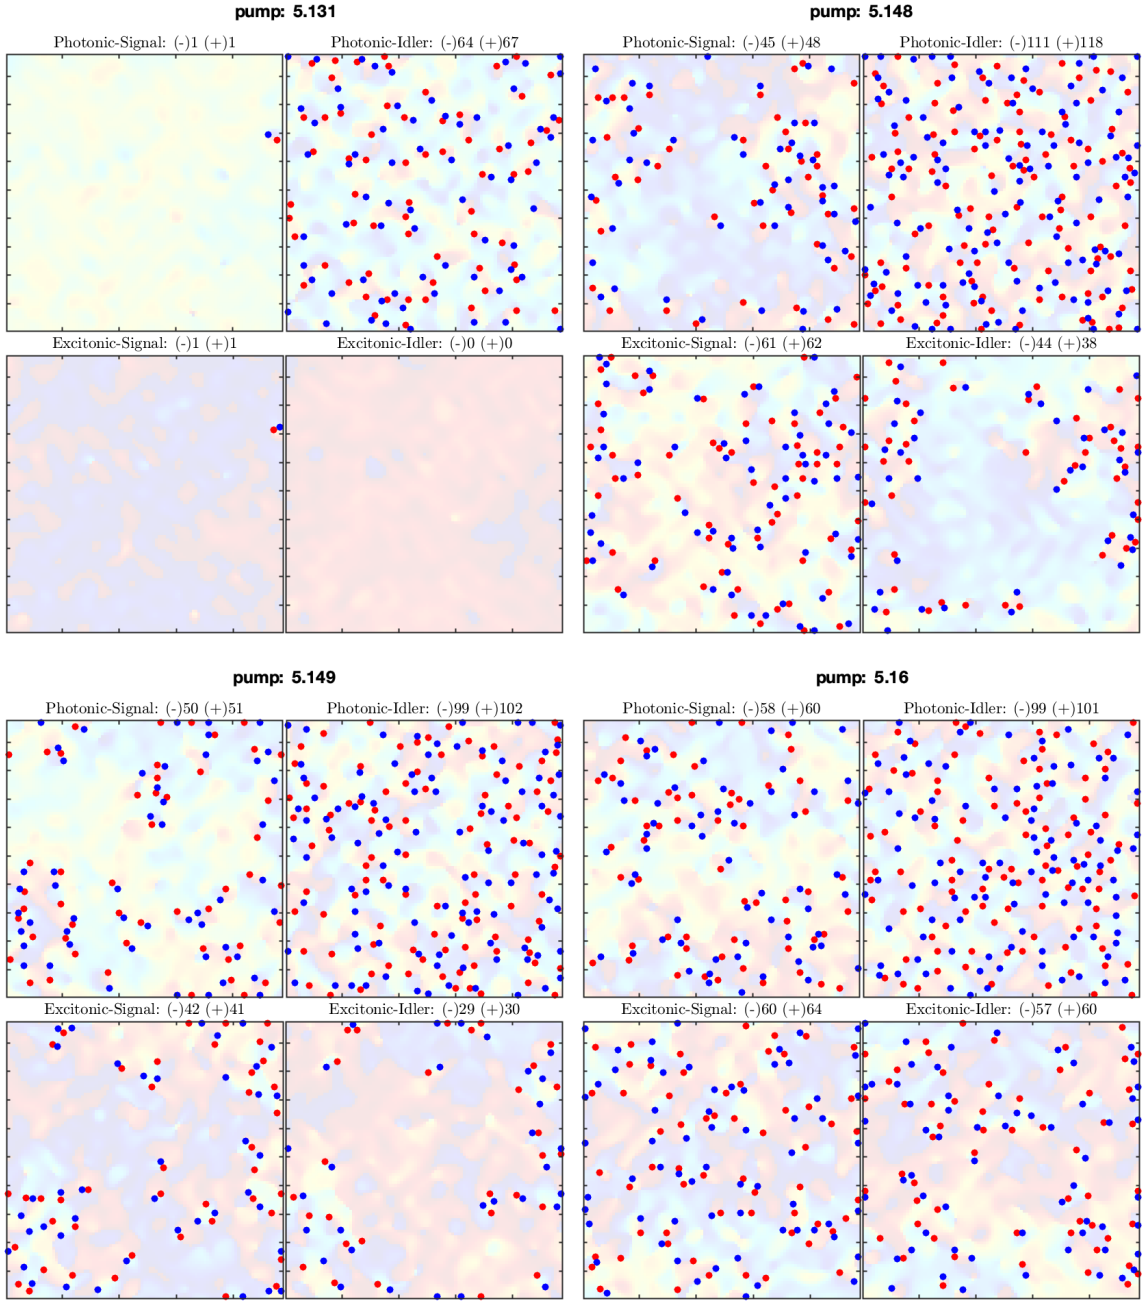 pump: 5.131
Photonic-Signal: (-)1 (+)1
Photonic-Idler: (-)64 (+)67
Excitonic-Signal: (-)1 (+)1
Excitonic-Idler: (-)0 (+)0
pump: 5.148
Photonic-Signal: (-)45 (+)48
Photonic-Idler: (-)111 (+)118
Excitonic-Signal: (-)61 (+)62
Excitonic-Idler: (-)44 (+)38
pump: 5.149
Photonic-Signal: (-)50 (+)51
Photonic-Idler: (-)99 (+)102
Excitonic-Signal: (-)42 (+)41
Excitonic-Idler: (-)29 (+)30
pump: 5.16
Photonic-Signal: (-)58 (+)60
Photonic-Idler: (-)99 (+)101
Excitonic-Signal: (-)60 (+)64
Excitonic-Idler: (-)57 (+)60